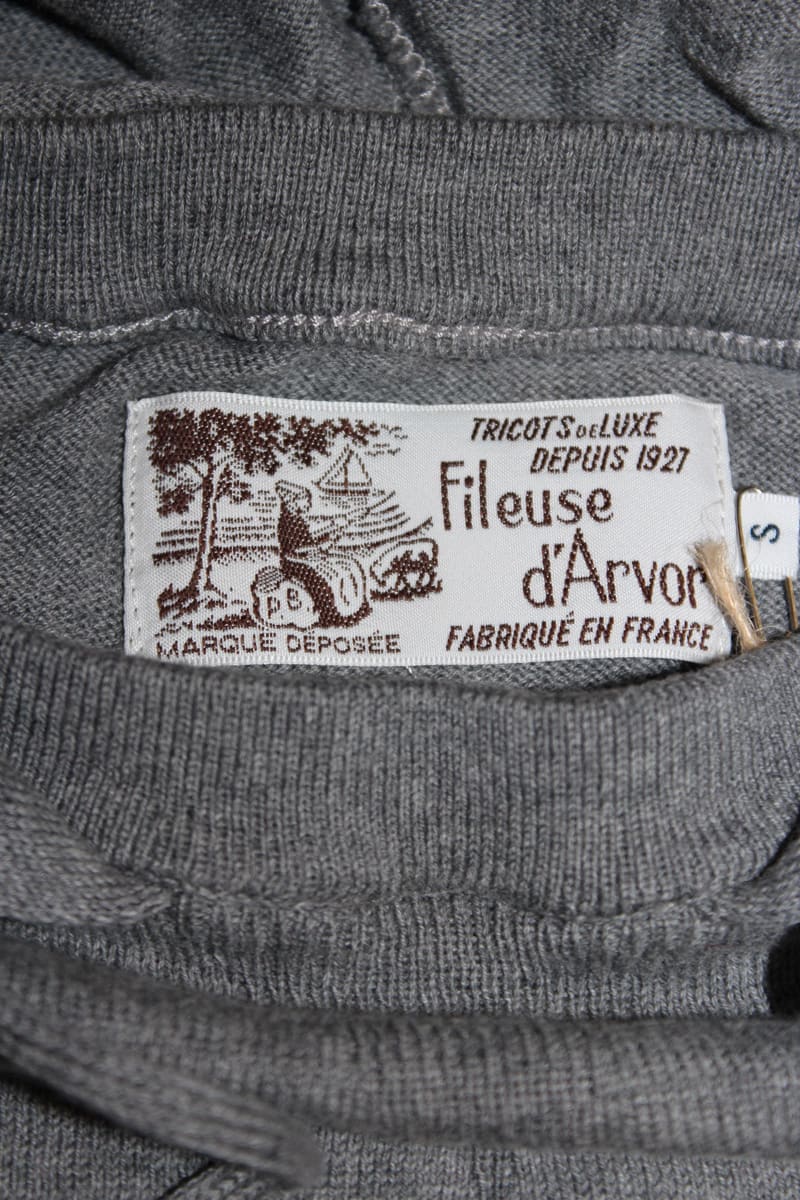 TRICOTS DE LUXE
DEPUIS 1927
Fileuse
d'Arvor
MARQUE DÉPOSÉE
FABRIQUÉ EN FRANCE
S